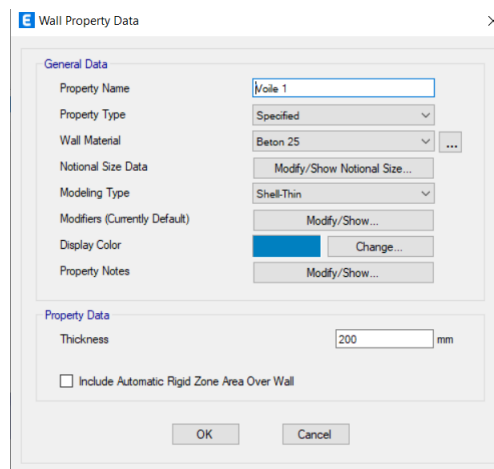 E Wall Property Data
General Data
Property Name Voile 1
Property Type Specified
Wall Material Beton 25 ...
Notional Size Data Modify/Show Notional Size...
Modeling Type Shell-Thin
Modifiers (Currently Default) Modify/Show...
Display Color Change...
Property Notes Modify/Show...
Property Data
Thickness 200 mm
Include Automatic Rigid Zone Area Over Wall
OK Cancel